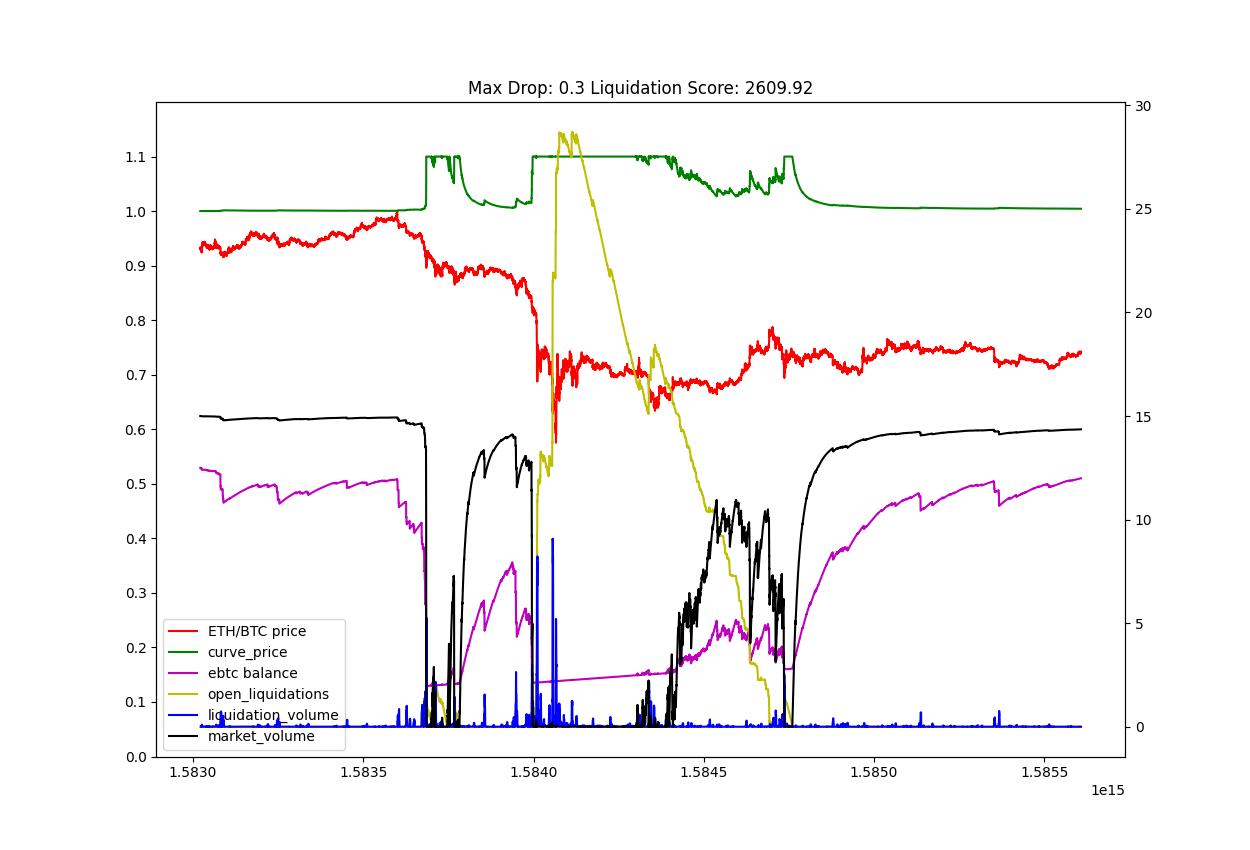 Max Drop: 0.3 Liquidation Score: 2609.92
1.1
1.0
0.9
0.8
0.7
0.6
0.5
0.4
0.3
0.2
0.1
0.0
30
25
20
15
10
5
0
ETH/BTC price
curve_price
ebtc balance
open_liquidations
liquidation_volume
market_volume
1.5830 1.5835 1.5840 1.5845 1.5850 1.5855
1e15